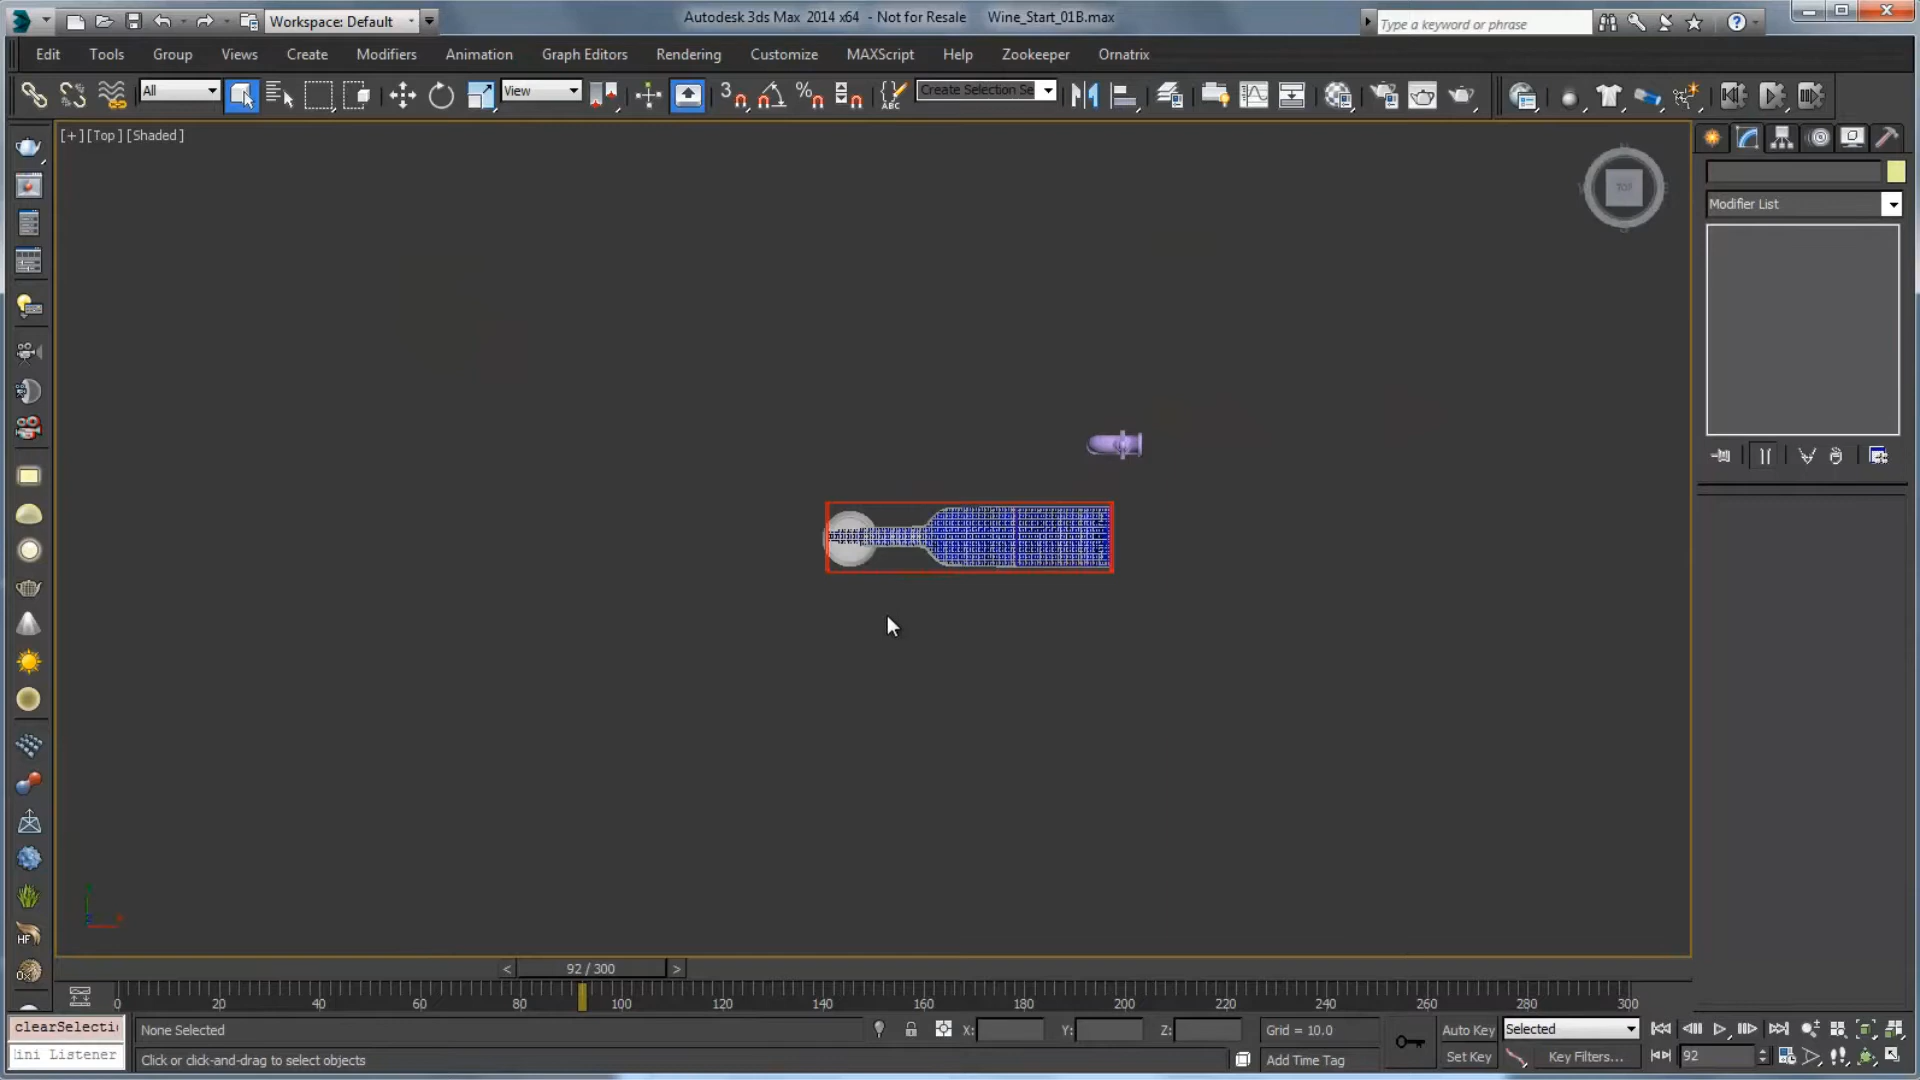 Workspace: Default
Autodesk 3ds Max 2014 x64 - Not for Resale Wine_Start_01B.max
Type a keyword or phrase
Edit Tools Group Views Create Modifiers Animation Graph Editors Rendering Customize MAXScript Help Zookeeper Ornatrix
All
View
3
%
ABC
Create Selection Se
[+] [Top] [Shaded]
TOP
Modifier List
HF
92 / 300
0 20 40 60 80 100 120 140 160 180 200 220 240 260 280 300
clearSelecti
None Selected
X:
Y:
Z:
Grid = 10.0
Auto Key
Selected
ini Listener
Click or click-and-drag to select objects
Add Time Tag
Set Key
Key Filters...
92